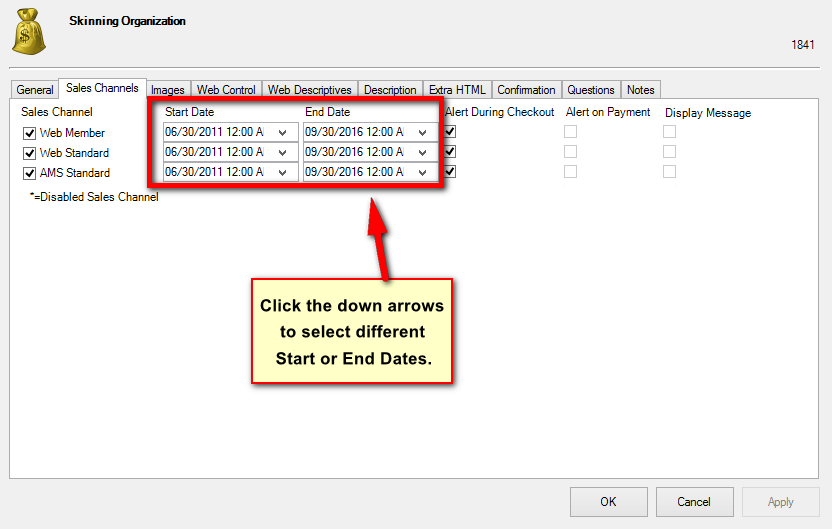 Skinning Organization
1841
General Sales Channels Images Web Control Web Descriptives Description Extra HTML Confirmation Questions Notes
Sales Channel Start Date End Date Alert During Checkout Alert on Payment Display Message
Web Member 06/30/2011 12:00 A 09/30/2016 12:00 A
Web Standard 06/30/2011 12:00 A 09/30/2016 12:00 A
AMS Standard 06/30/2011 12:00 A 09/30/2016 12:00 A
*=Disabled Sales Channel
Click the down arrows
to select different
Start or End Dates.
OK Cancel Apply